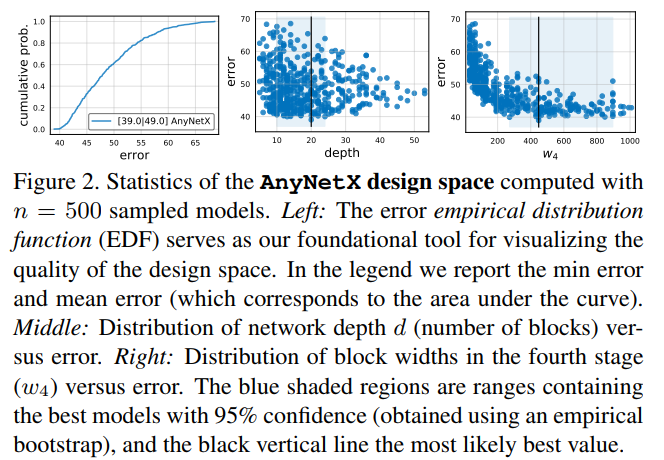 1.0
0.8
0.6
0.4
0.2
0.0
cumulative prob.
[39.0|49.0] AnyNetX
40 45 50 55 60 65
error
70
60
50
40
error
10 20 30 40 50
depth
70
60
50
40
error
200 400 600 800 1000
w4
Figure 2. Statistics of the AnyNetX design space computed with
n = 500 sampled models. Left: The error empirical distribution
function (EDF) serves as our foundational tool for visualizing the
quality of the design space. In the legend we report the min error
and mean error (which corresponds to the area under the curve).
Middle: Distribution of network depth d (number of blocks) ver-
sus error. Right: Distribution of block widths in the fourth stage
(w4) versus error. The blue shaded regions are ranges containing
the best models with 95% confidence (obtained using an empirical
bootstrap), and the black vertical line the most likely best value.